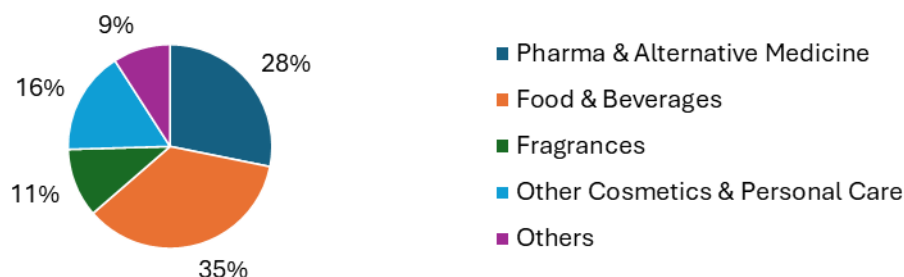 9%
28%
16%
11%
35%
Pharma & Alternative Medicine
Food & Beverages
Fragrances
Other Cosmetics & Personal Care
Others